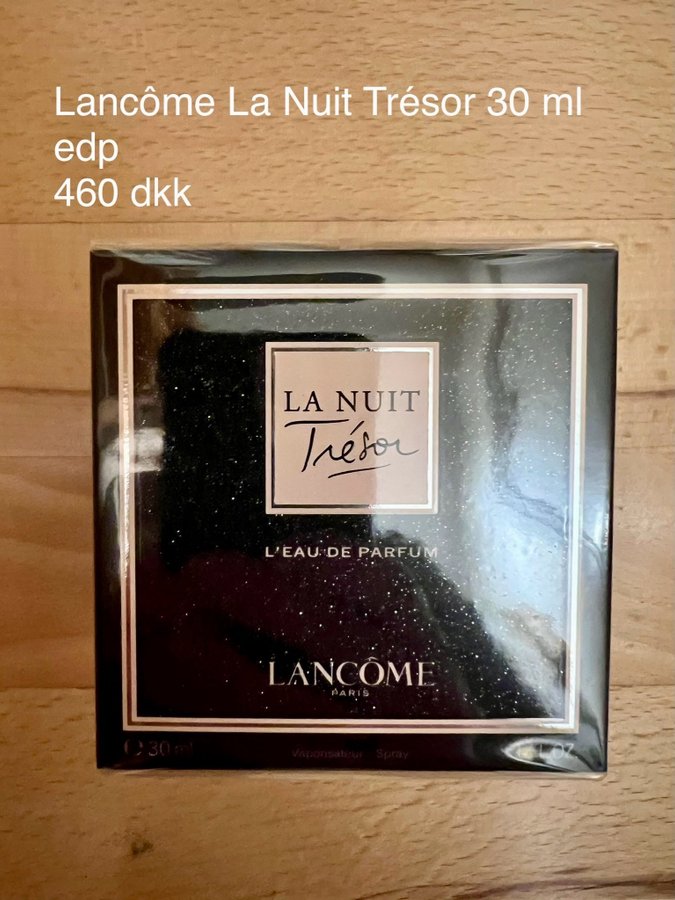 Lancôme La Nuit Trésor 30 ml
edp
460 dkk
LA NUIT
Trésor
L'EAU DE PARFUM
LANCÔME
PARIS
30 ml Vaporisateur - Spray